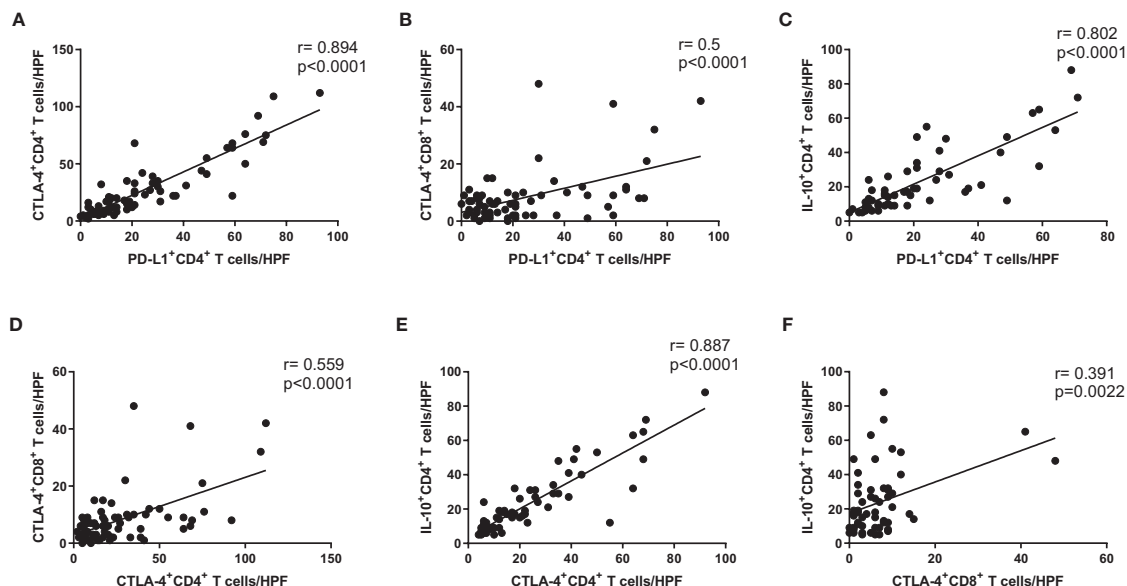 A
r= 0.894
p<0.0001
150
100
50
0
CTLA-4⁺CD4⁺ T cells/HPF
0 20 40 60 80 100
PD-L1⁺CD4⁺ T cells/HPF
B
r= 0.5
p<0.0001
60
40
20
0
CTLA-4⁺CD8⁺ T cells/HPF
0 20 40 60 80 100
PD-L1⁺CD4⁺ T cells/HPF
C
r= 0.802
p<0.0001
100
80
60
40
20
0
IL-10⁺CD4⁺ T cells/HPF
0 20 40 60 80
PD-L1⁺CD4⁺ T cells/HPF
D
r= 0.559
p<0.0001
60
40
20
0
CTLA-4⁺CD8⁺ T cells/HPF
0 50 100 150
CTLA-4⁺CD4⁺ T cells/HPF
E
r= 0.887
p<0.0001
100
80
60
40
20
0
IL-10⁺CD4⁺ T cells/HPF
0 20 40 60 80 100
CTLA-4⁺CD4⁺ T cells/HPF
F
r= 0.391
p=0.0022
100
80
60
40
20
0
IL-10⁺CD4⁺ T cells/HPF
0 20 40 60
CTLA-4⁺CD8⁺ T cells/HPF